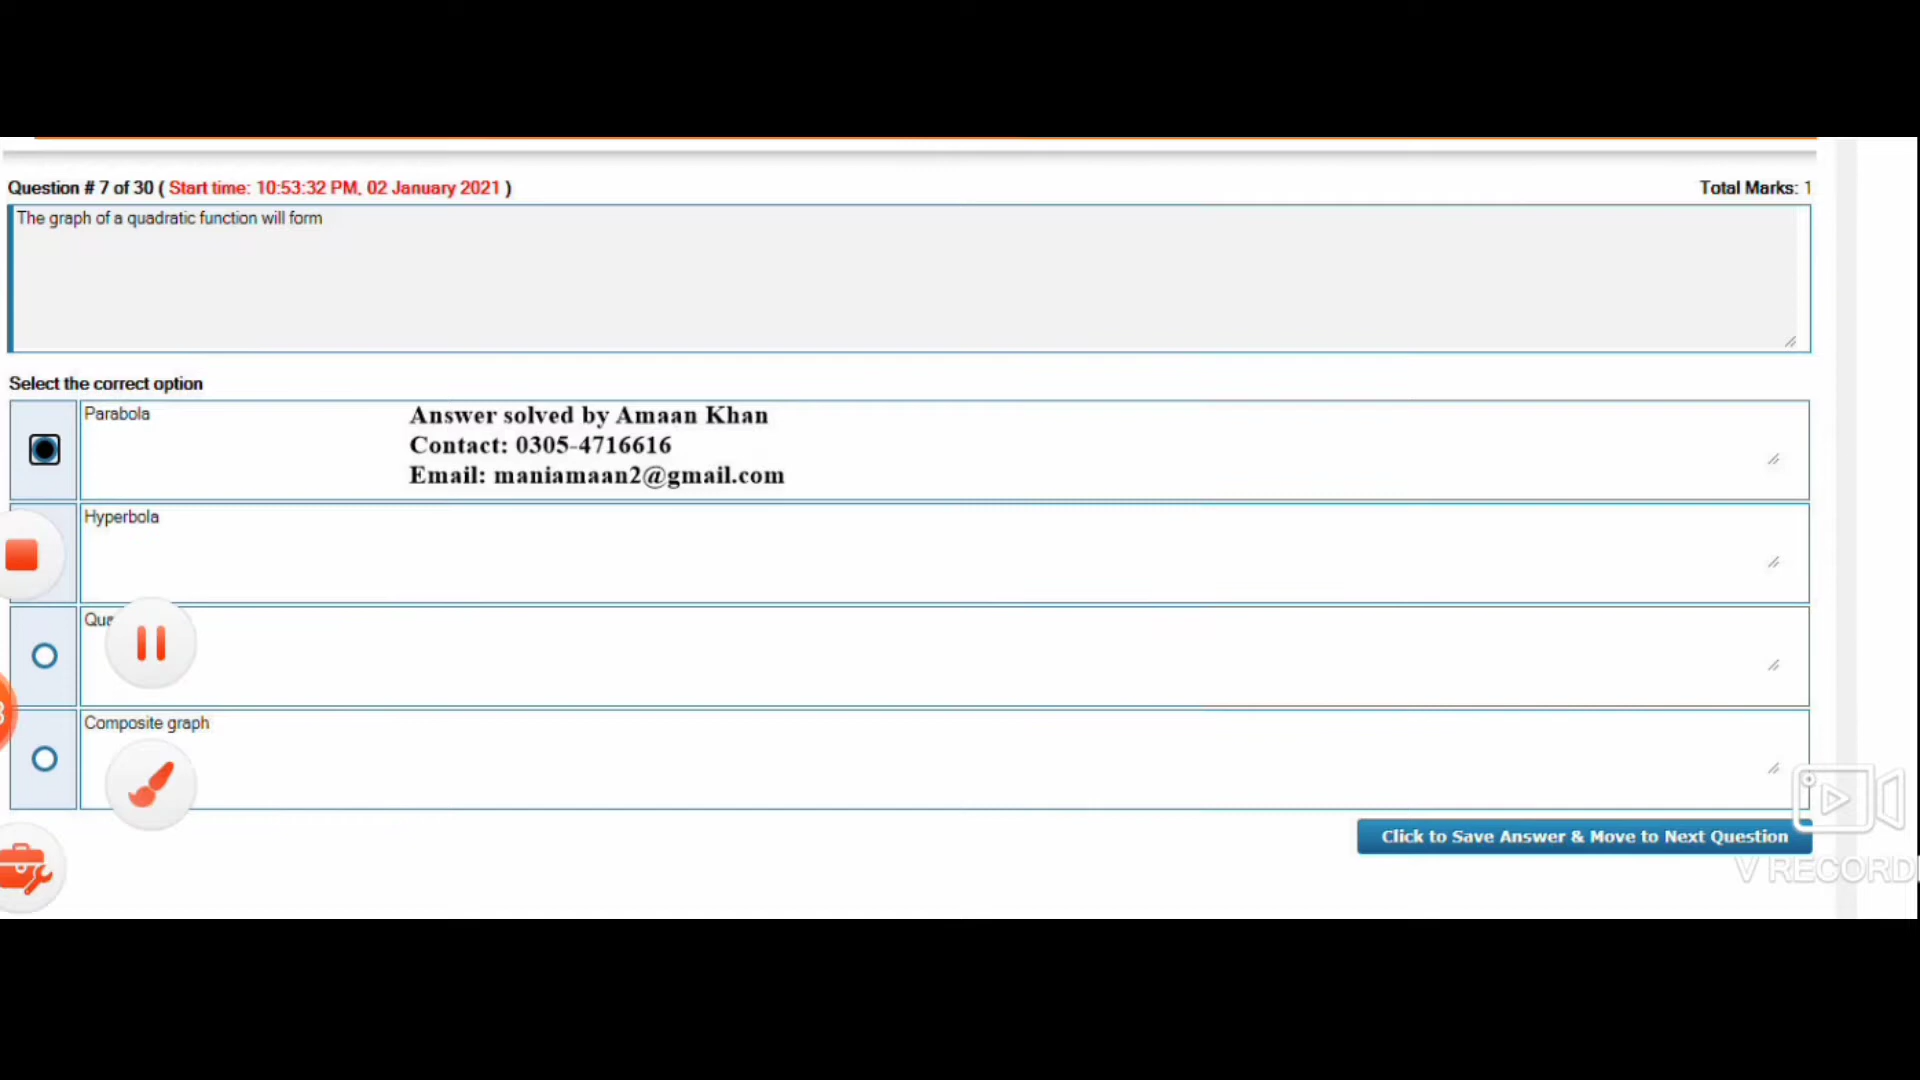 Question # 7 of 30 ( Start time: 10:53:32 PM, 02 January 2021 )
Total Marks: 1
The graph of a quadratic function will form
Select the correct option
Parabola
Answer solved by Amaan Khan
Contact: 0305-4716616
Email: maniamaan2@gmail.com
Hyperbola
Composite graph
Click to Save Answer & Move to Next Question
V RECORD